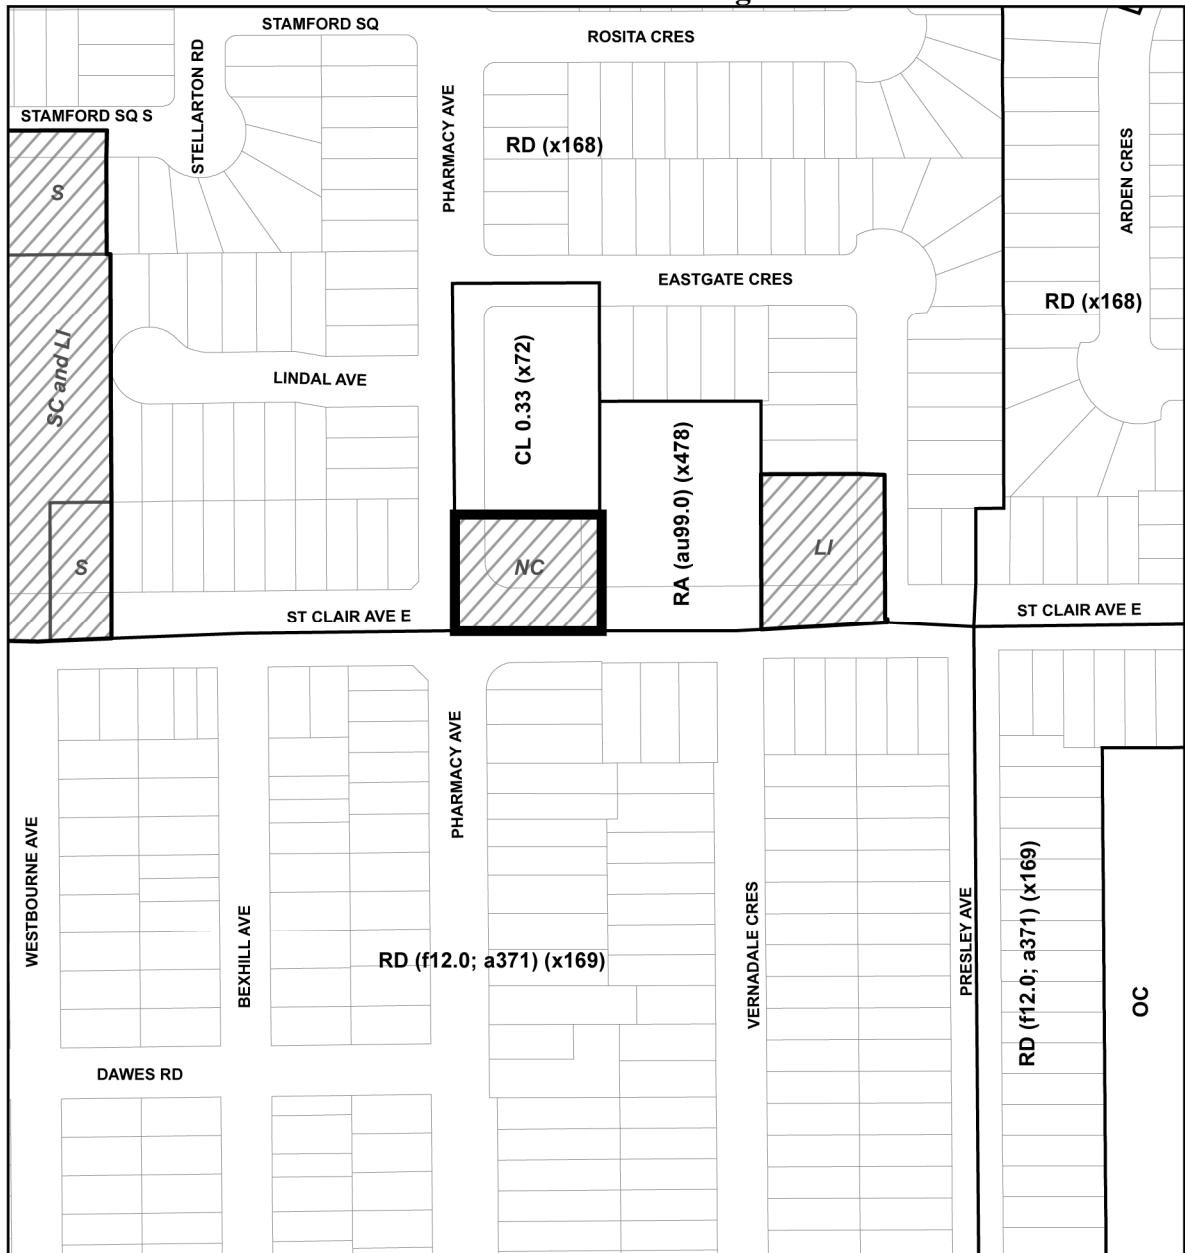 STAMFORD SQ
ROSITA CRES
STELLARTON RD
PHARMACY AVE
STAMFORD SQ S
RD (x168)
ARDEN CRES
S
EASTGATE CRES
RD (x168)
SC and LI
LINDAL AVE
CL 0.33 (x72)
RA (au99.0) (x478)
S
NC
LI
ST CLAIR AVE E
ST CLAIR AVE E
PHARMACY AVE
WESTBOURNE AVE
BEXHILL AVE
RD (f12.0; a371) (x169)
VERNADALE CRES
PRESLEY AVE
RD (f12.0; a371) (x169)
OC
DAWES RD